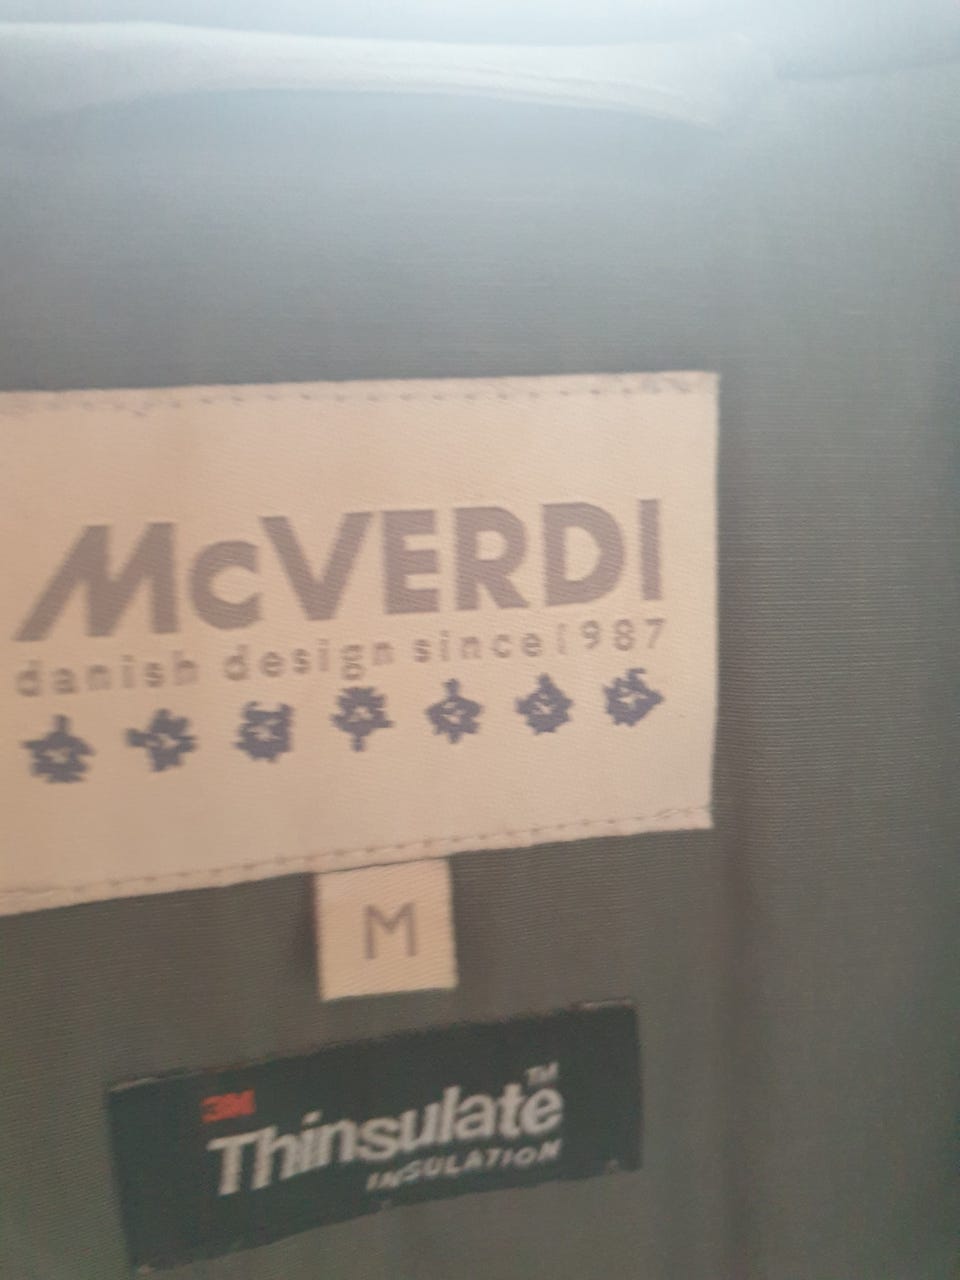 McVERDI
danish design since 1987
M
3M
Thinsulate™
INSULATION